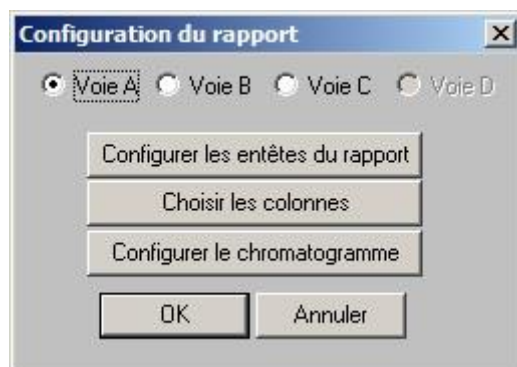 Configuration du rapport
Voie A Voie B Voie C Voie D
Configurer les entêtes du rapport
Choisir les colonnes
Configurer le chromatogramme
OK Annuler